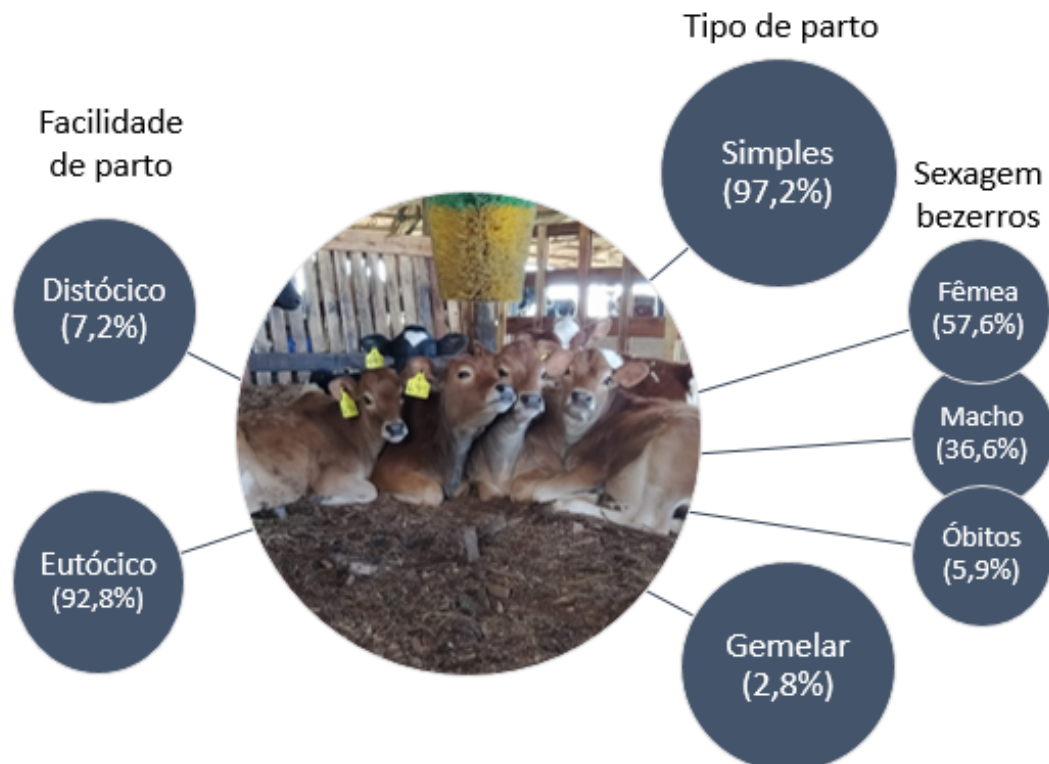 Tipo de parto
Simples
(97,2%)
Facilidade
de parto
Distócico
(7,2%)
Eutócico
(92,8%)
Sexagem
bezerros
Fêmea
(57,6%)
Macho
(36,6%)
Óbitos
(5,9%)
Gemelar
(2,8%)